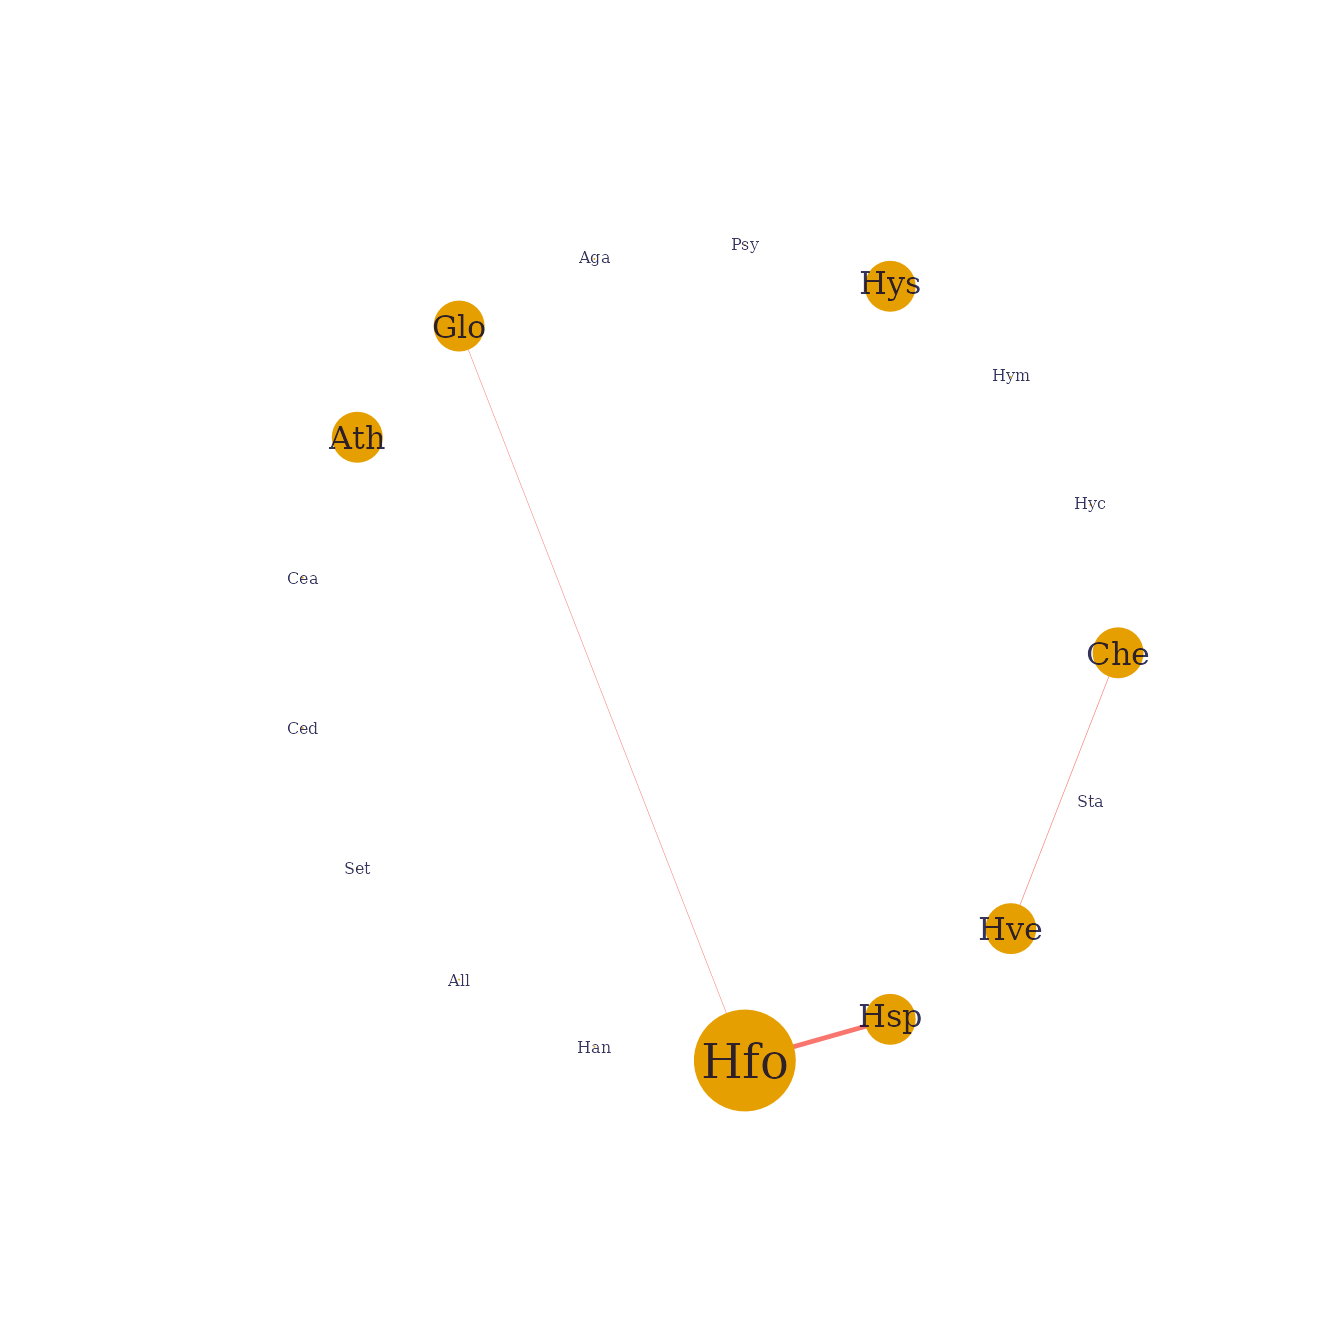 Psy
Aga
Hys
Glo
Hym
Ath
Hyc
Cea
Che
Ced
Sta
Set
Hve
All
Hsp
Han
Hfo